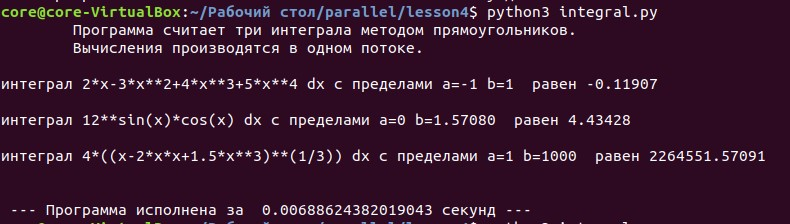 core@core-VirtualBox:~/Рабочий стол/parallel/lesson4$ python3 integral.py
Программа считает три интеграла методом прямоугольников.
Вычисления производятся в одном потоке.
интеграл 2*x-3*x**2+4*x**3+5*x**4 dx с пределами a=-1 b=1  равен -0.11907
интеграл 12**sin(x)*cos(x) dx с пределами a=0 b=1.57080  равен 4.43428
интеграл 4*((x-2*x*x+1.5*x**3)**(1/3)) dx с пределами a=1 b=1000  равен 2264551.57091
--- Программа исполнена за  0.00688624382019043 секунд ---